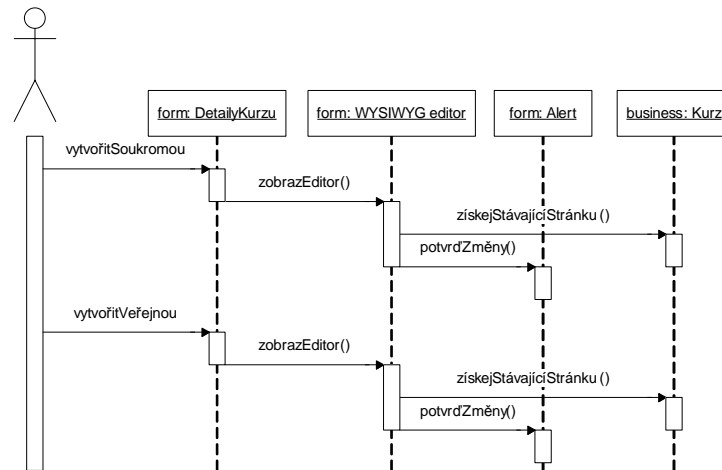 form: DetailyKurzu
form: WYSIWYG editor
form: Alert
business: Kurz
vytvořitSoukromou
zobrazEditor()
získejStávajícíStránku ()
potvrďZměny()
vytvořitVeřejnou
zobrazEditor()
získejStávajícíStránku ()
potvrďZměny()